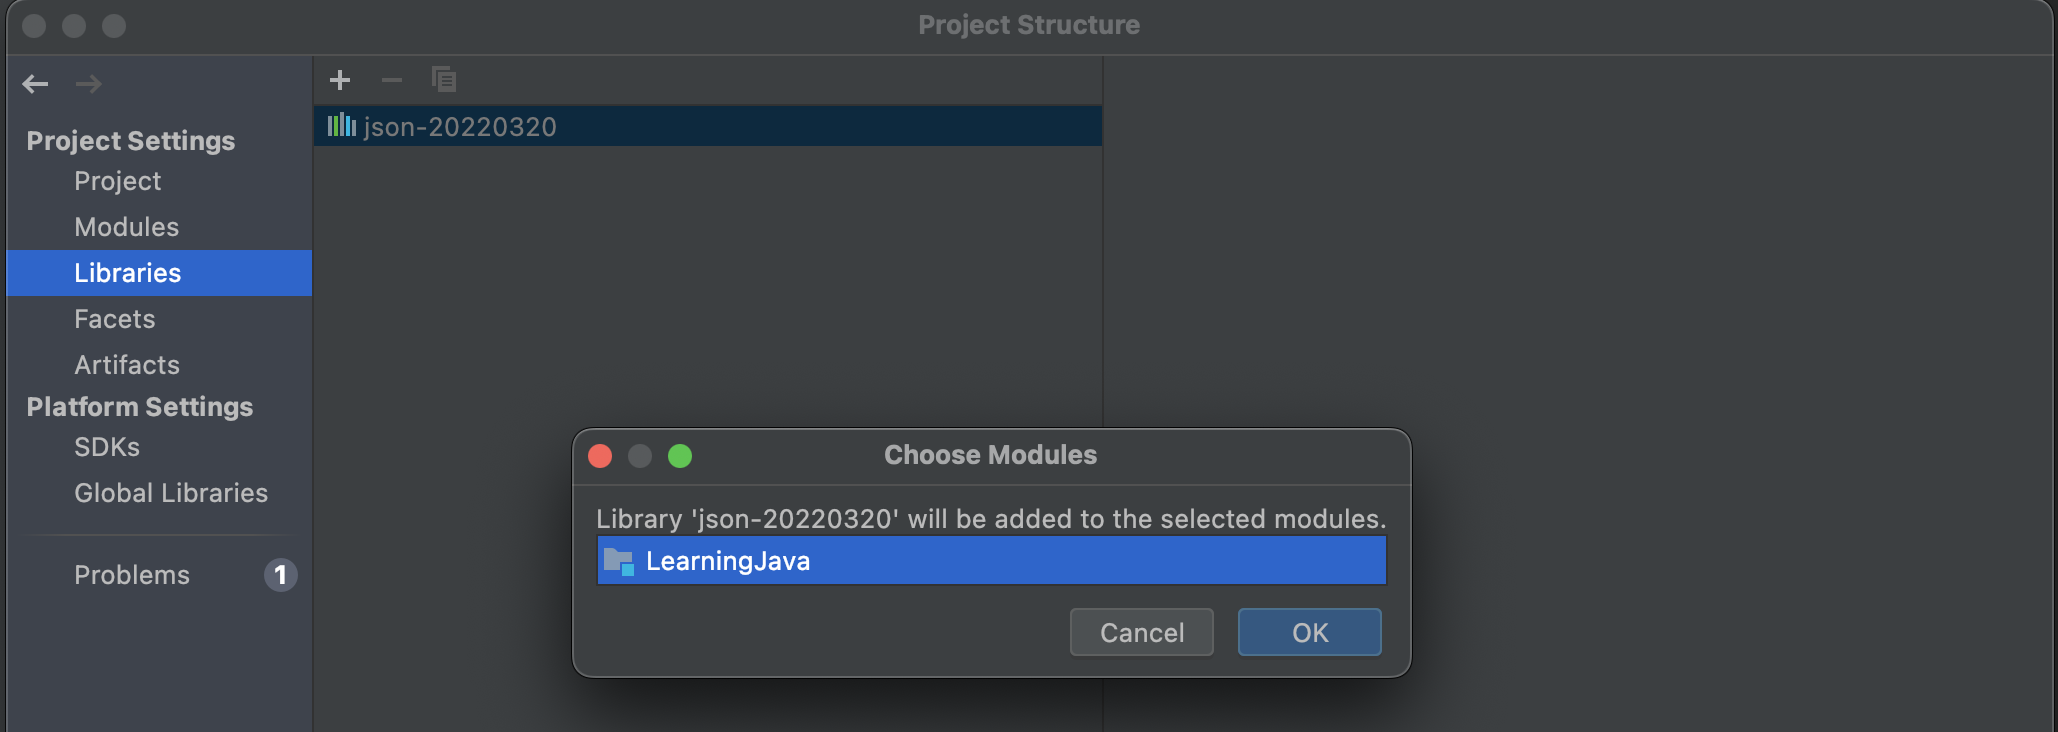 Project Structure
Project Settings
Project
Modules
Libraries
Facets
Artifacts
Platform Settings
SDKs
Global Libraries
Problems 1
json-20220320
Choose Modules
Library 'json-20220320' will be added to the selected modules.
LearningJava
Cancel OK